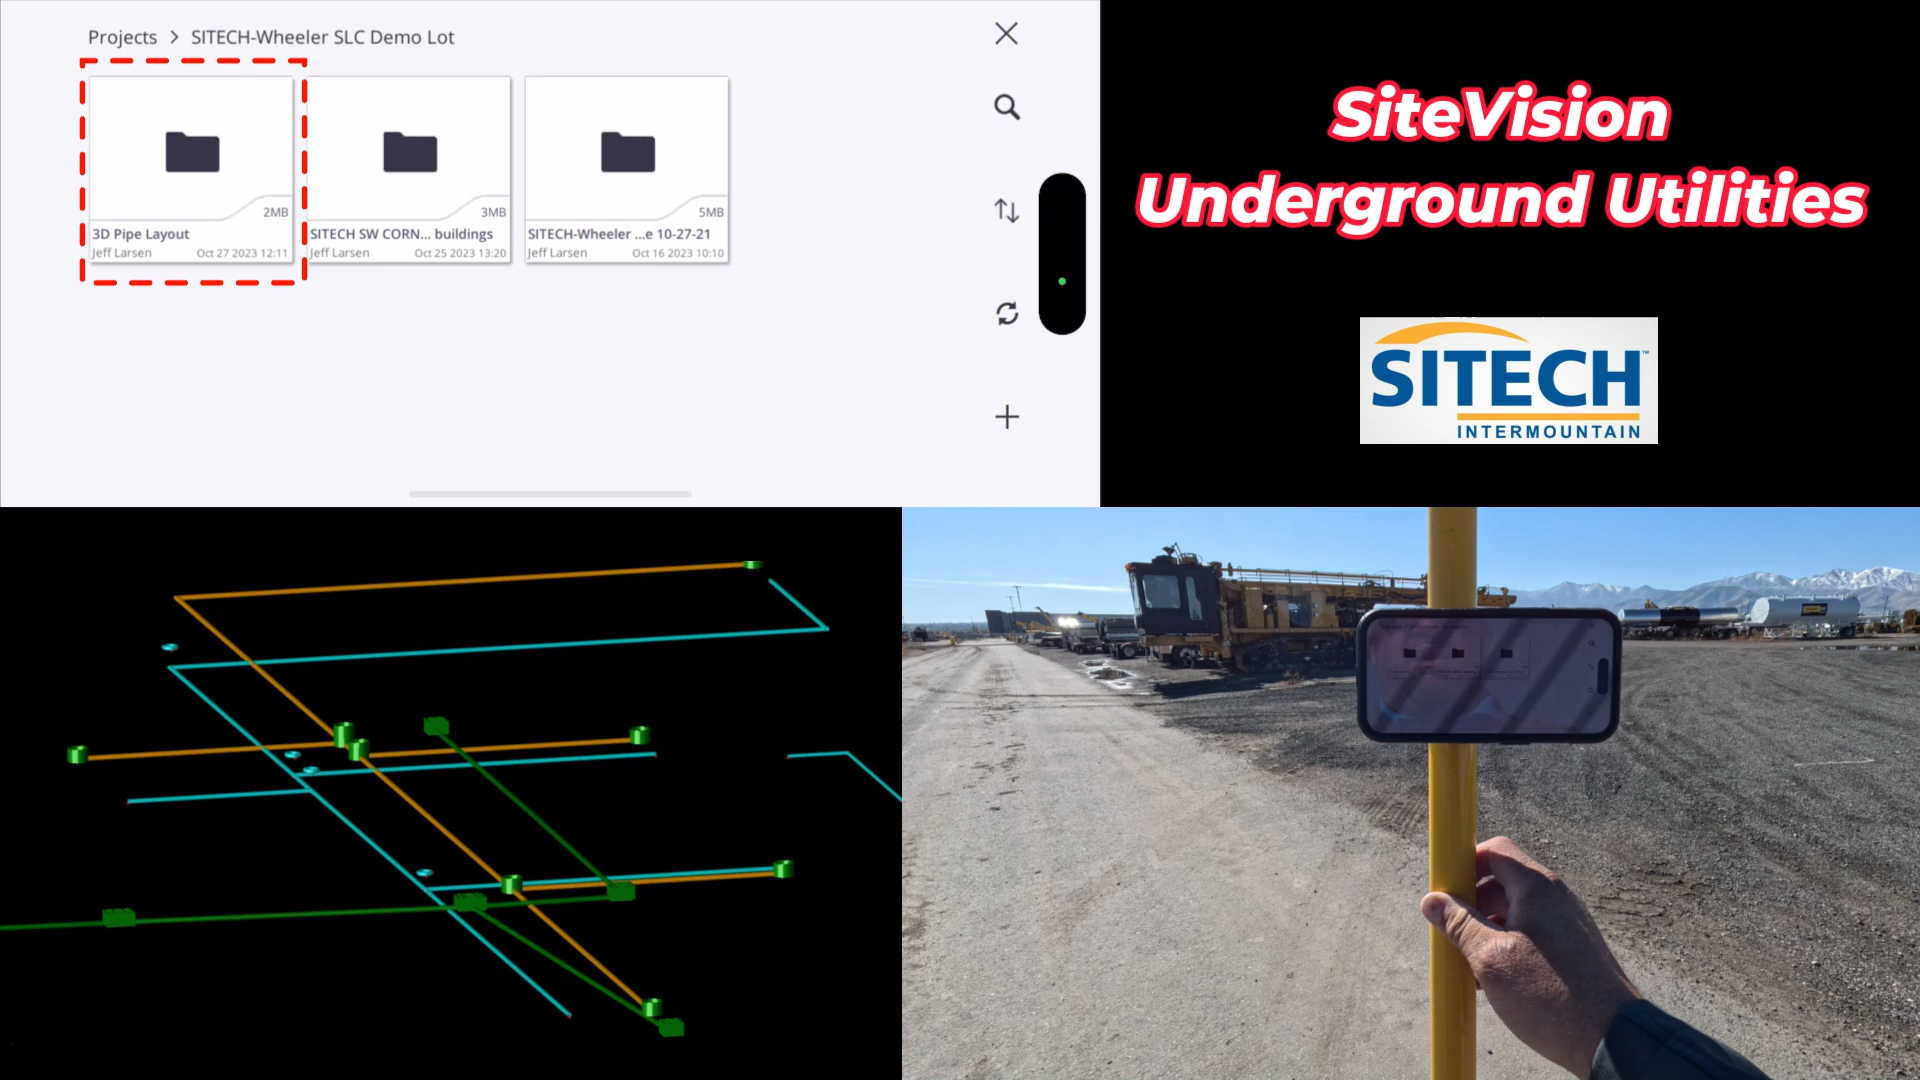 Projects > SITECH-Wheeler SLC Demo Lot
2MB
3D Pipe Layout
Jeff Larsen Oct 27 2023 12:11
3MB
SITECH SW CORN... buildings
Jeff Larsen Oct 25 2023 13:20
5MB
SITECH-Wheeler ...e 10-27-21
Jeff Larsen Oct 16 2023 10:10
SiteVision
Underground Utilities
SITECH™
INTERMOUNTAIN